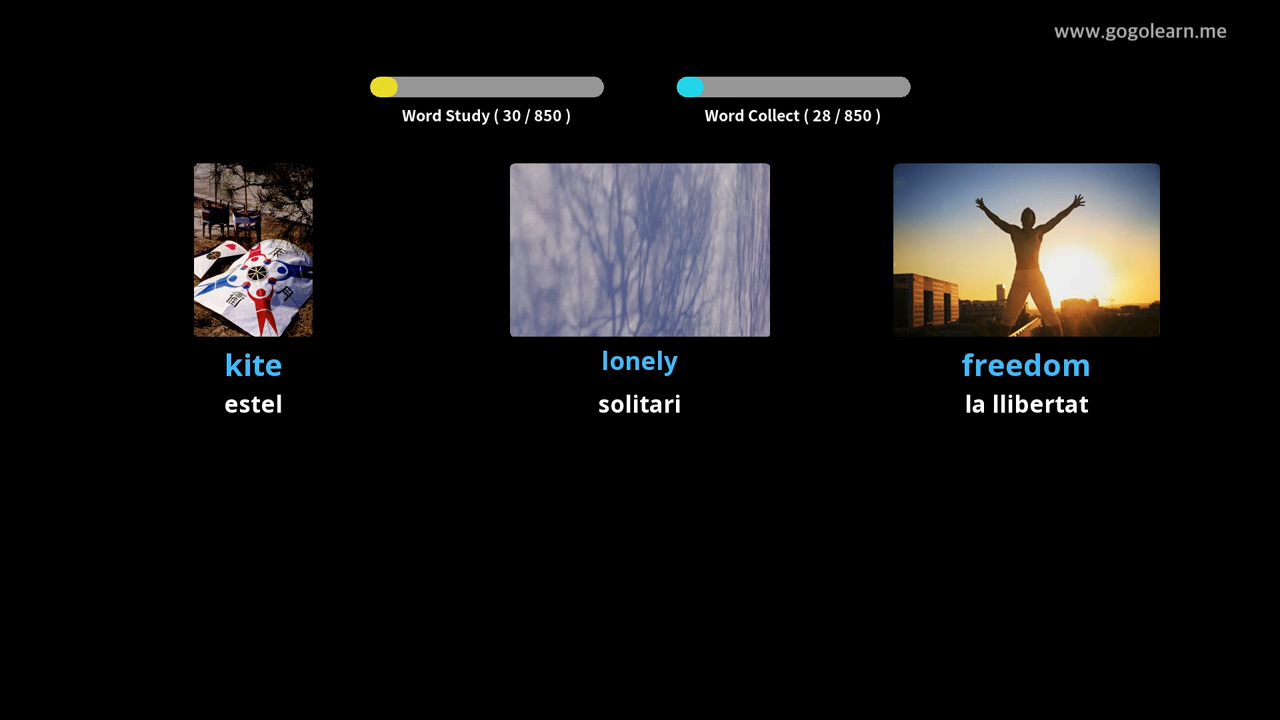 www.gogolearn.me
Word Study ( 30 / 850 )
Word Collect ( 28 / 850 )
kite
lonely
freedom
estel
solitari
la llibertat